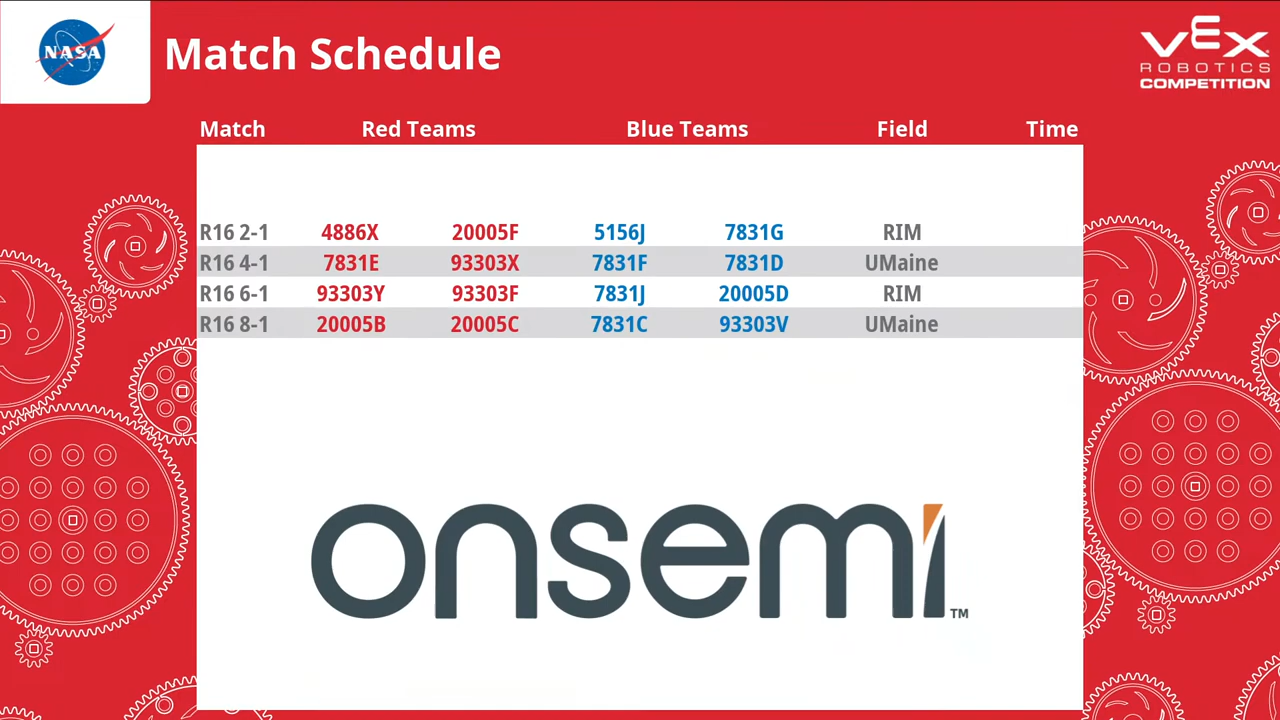 NASA
Match Schedule
VEX
ROBOTICS
COMPETITION
Match Red Teams Blue Teams Field Time
R16 2-1 4886X 20005F 5156J 7831G RIM
R16 4-1 7831E 93303X 7831F 7831D UMaine
R16 6-1 93303Y 93303F 7831J 20005D RIM
R16 8-1 20005B 20005C 7831C 93303V UMaine
onsemi™